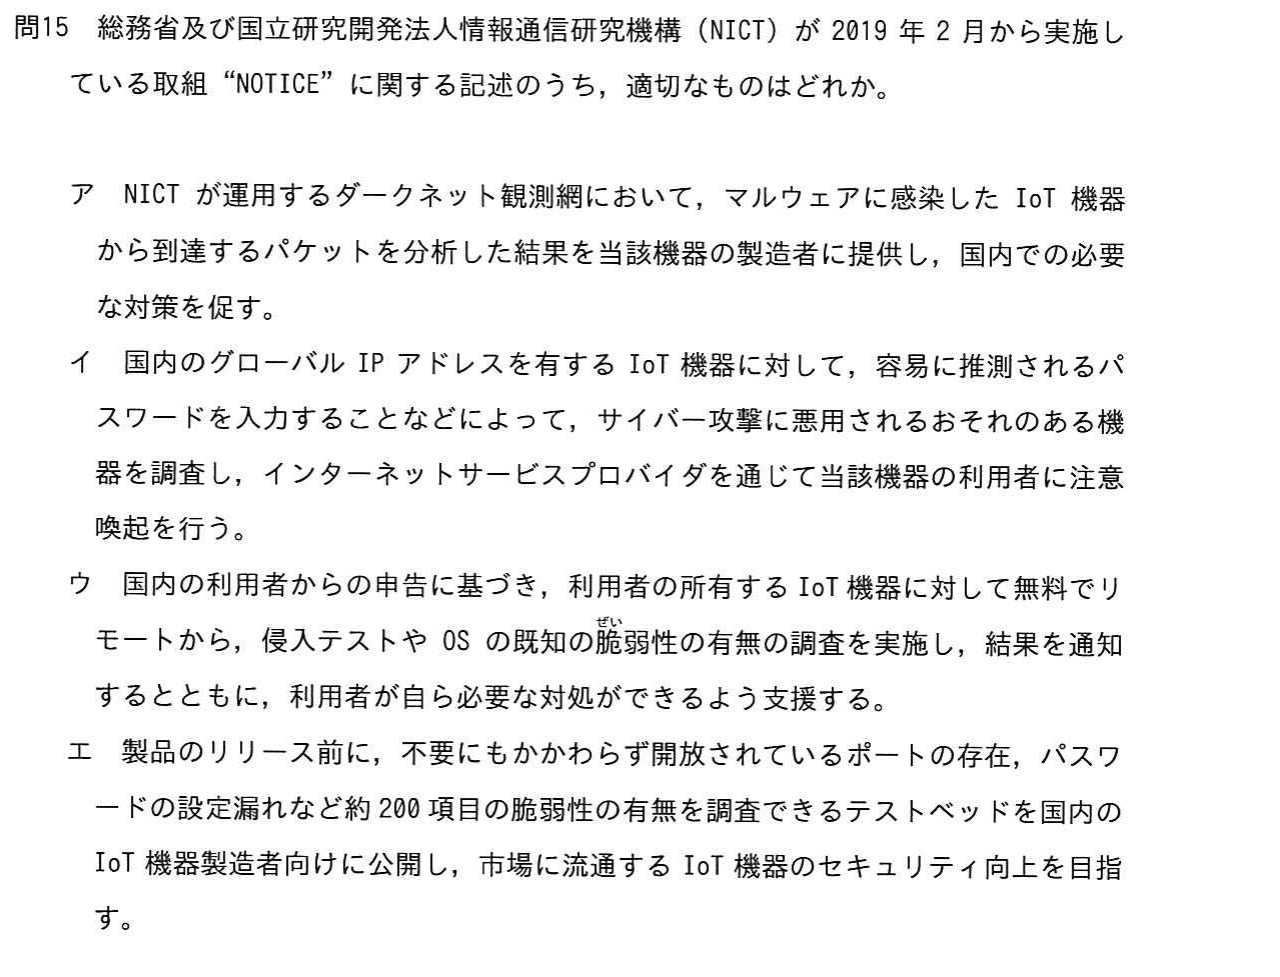 問15　総務省及び国立研究開発法人情報通信研究機構（NICT）が 2019 年 2 月から実施し
ている取組“NOTICE”に関する記述のうち，適切なものはどれか。
ア　NICT が運用するダークネット観測網において，マルウェアに感染した IoT 機器
から到達するパケットを分析した結果を当該機器の製造者に提供し，国内での必要
な対策を促す。
イ　国内のグローバル IP アドレスを有する IoT 機器に対して，容易に推測されるパ
スワードを入力することなどによって，サイバー攻撃に悪用されるおそれのある機
器を調査し，インターネットサービスプロバイダを通じて当該機器の利用者に注意
喚起を行う。
ウ　国内の利用者からの申告に基づき，利用者の所有する IoT 機器に対して無料でリ
ぜい
モートから，侵入テストや OS の既知の脆弱性の有無の調査を実施し，結果を通知
するとともに，利用者が自ら必要な対処ができるよう支援する。
エ　製品のリリース前に，不要にもかかわらず開放されているポートの存在，パスワ
ードの設定漏れなど約 200 項目の脆弱性の有無を調査できるテストベッドを国内の
IoT 機器製造者向けに公開し，市場に流通する IoT 機器のセキュリティ向上を目指
す。